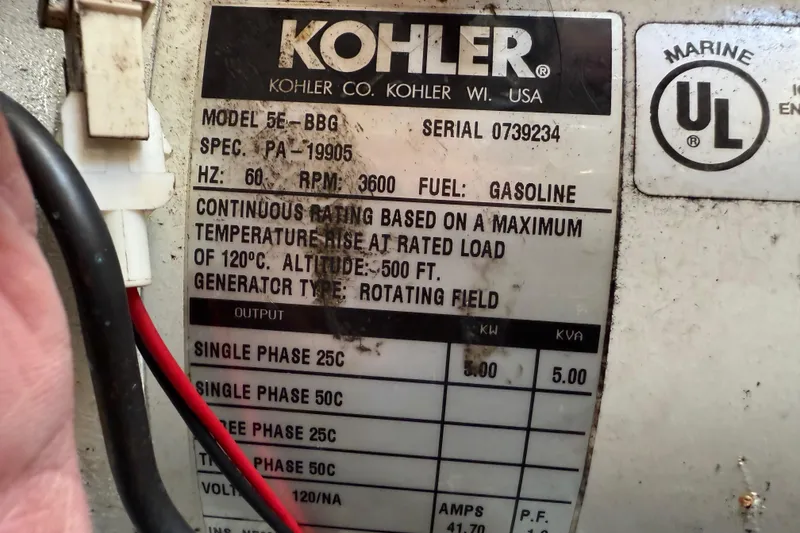 KOHLER®
KOHLER CO. KOHLER WI. USA
MODEL 5E-BBG SERIAL 0739234
SPEC. PA-19905
HZ: 60 RPM: 3600 FUEL: GASOLINE
CONTINUOUS RATING BASED ON A MAXIMUM
TEMPERATURE RISE AT RATED LOAD
OF 120°C. ALTITUDE: 500 FT.
GENERATOR TYPE: ROTATING FIELD
OUTPUT KW KVA
SINGLE PHASE 25C 5.00 5.00
SINGLE PHASE 50C
PHASE 25C
PHASE 50C
120/NA AMPS P.F.
41.70
MARINE
UL
®